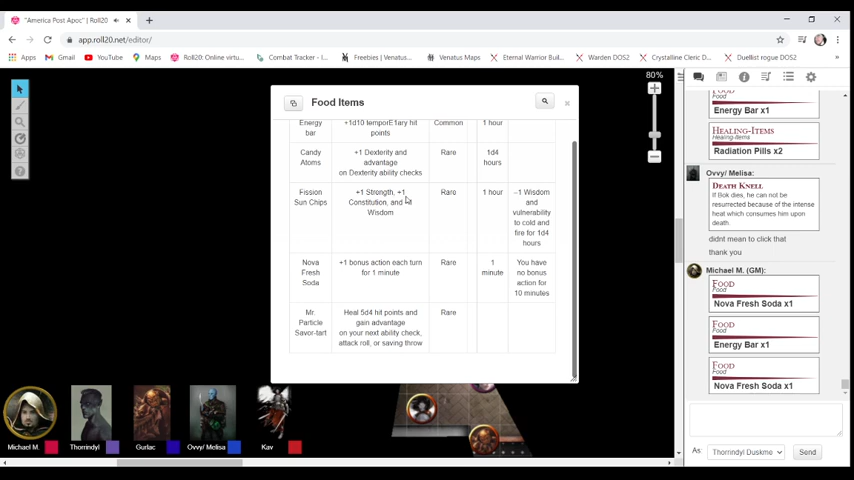 "America Post Apoc" | Roll20
app.roll20.net/editor/
Apps
Gmail
YouTube
Maps
Roll20: Online virtu...
Combat Tracker - I...
Freebies | Venatus...
Venatus Maps
Eternal Warrior Buil...
Warden DOS2
Crystalline Cleric D...
Duellist rogue DOS2
»
80%
Food Items
Energy bar
+1d10 temporE1ary hit points
Common
1 hour
Candy Atoms
+1 Dexterity and advantage
on Dexterity ability checks
Rare
1d4 hours
Fission Sun Chips
+1 Strength, +1
Constitution, and
Wisdom
Rare
1 hour
–1 Wisdom and vulnerability to cold and fire for 1d4 hours
Nova Fresh Soda
+1 bonus action each turn for 1 minute
Rare
1 minute
You have no bonus action for 10 minutes
Mr. Particle Savor-tart
Heal 5d4 hit points and gain advantage
on your next ability check, attack roll, or saving throw
Rare
Food
Food
Energy Bar x1
Healing-Items
Healing-Items
Radiation Pills x2
Ovvy/ Melisa:
Death Knell
If Bok dies, he can not be resurrected because of the intense heat which consumes him upon death.
didnt mean to click that
thank you
Michael M. (GM):
Food
Food
Nova Fresh Soda x1
Food
Food
Energy Bar x1
Food
Food
Nova Fresh Soda x1
As:
Thorrindyl Duskme
Send
Michael M.
Thorrindyl
Gurlac
Ovvy/ Melisa
Kav